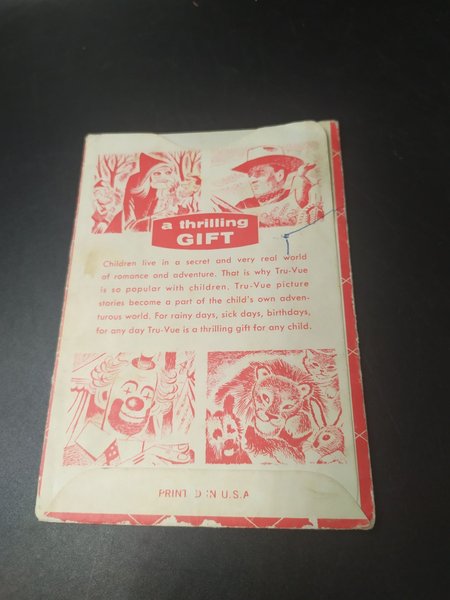 a thrilling
GIFT
Children live in a secret and very real world
of romance and adventure. That is why Tru-Vue
is so popular with children. Tru-Vue picture
stories become a part of the child's own adven-
turous world. For rainy days, sick days, birthdays,
for any day Tru-Vue is a thrilling gift for any child.
PRINT D IN U.S.A